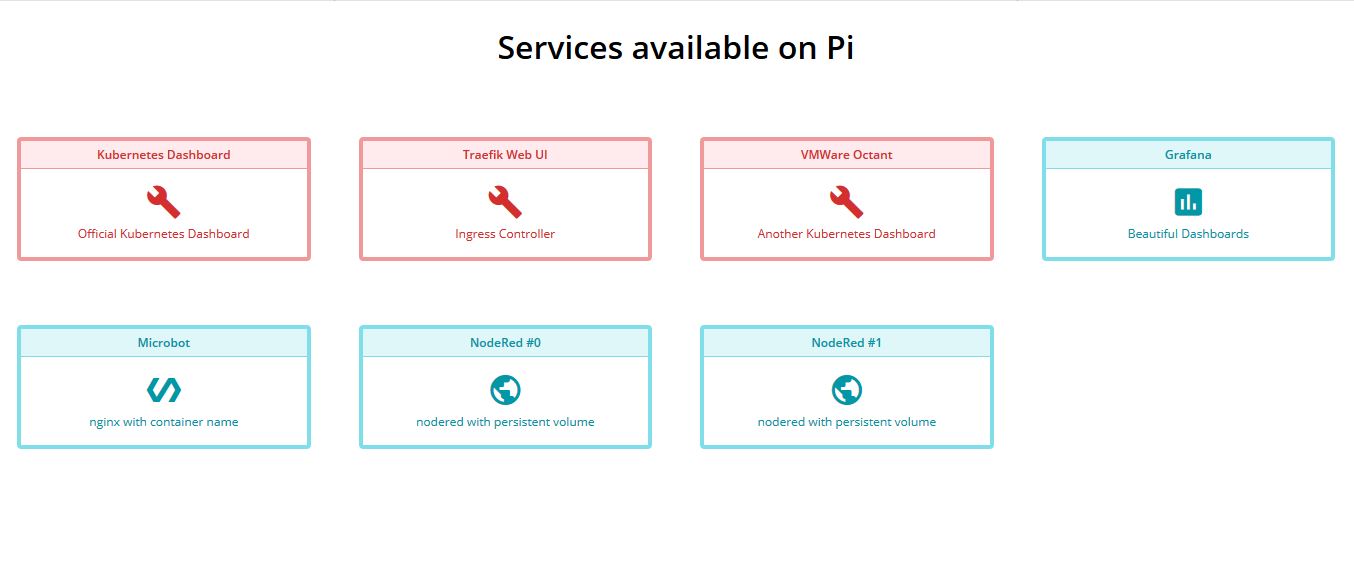 Services available on Pi
Kubernetes Dashboard
Official Kubernetes Dashboard
Traefik Web UI
Ingress Controller
VMWare Octant
Another Kubernetes Dashboard
Grafana
Beautiful Dashboards
Microbot
nginx with container name
NodeRed #0
nodered with persistent volume
NodeRed #1
nodered with persistent volume